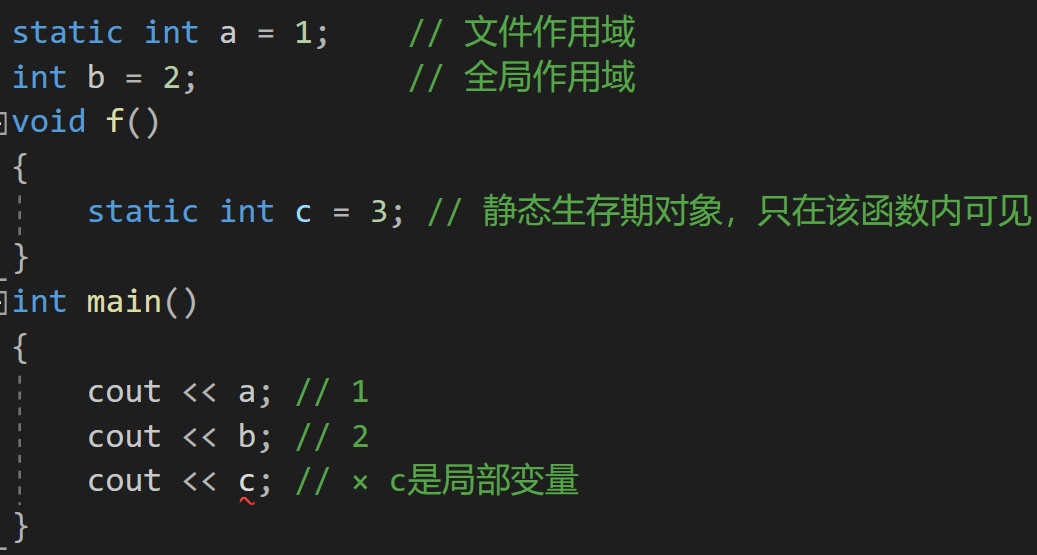 static int a = 1;    // 文件作用域
int b = 2;           // 全局作用域
void f()
{
    static int c = 3; // 静态生存期对象，只在该函数内可见
}
int main()
{
    cout << a; // 1
    cout << b; // 2
    cout << c; // × c是局部变量
}